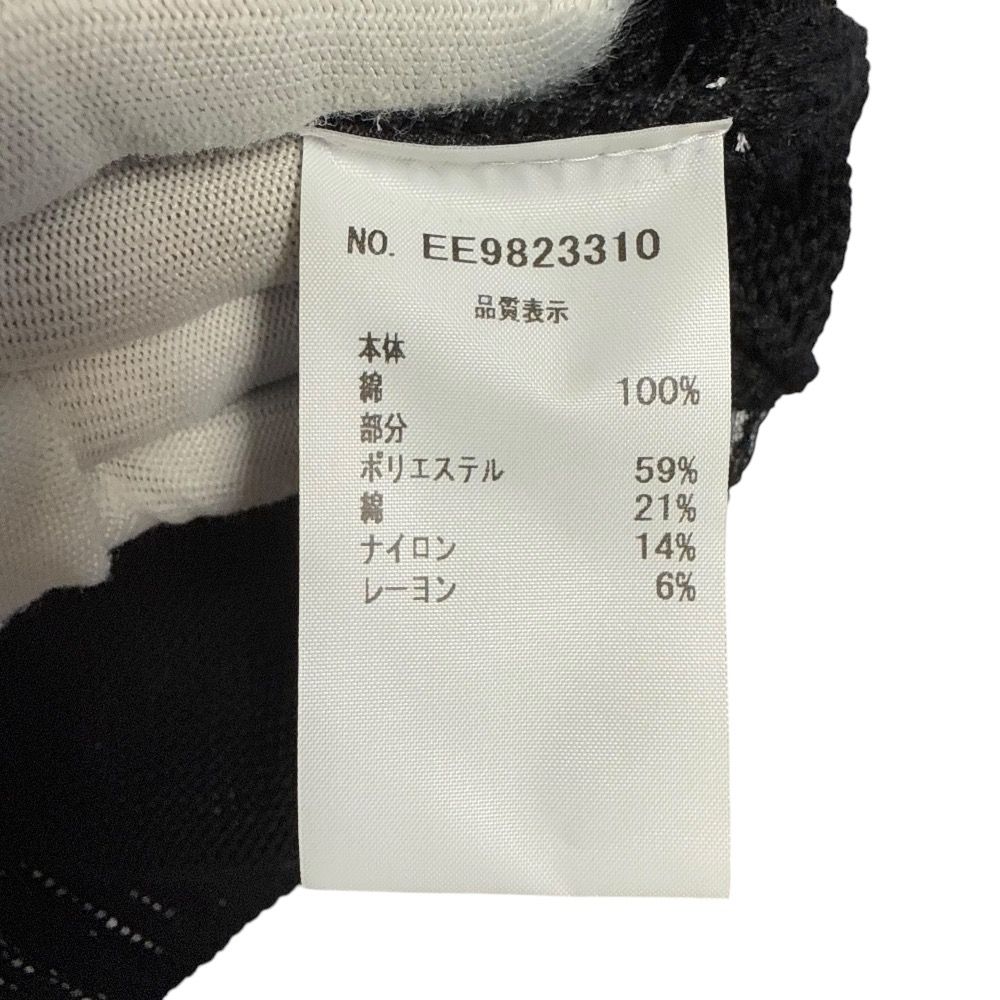 NO. EE9823310
品質表示
本体
綿 100%
部分
ポリエステル 59%
綿 21%
ナイロン 14%
レーヨン 6%